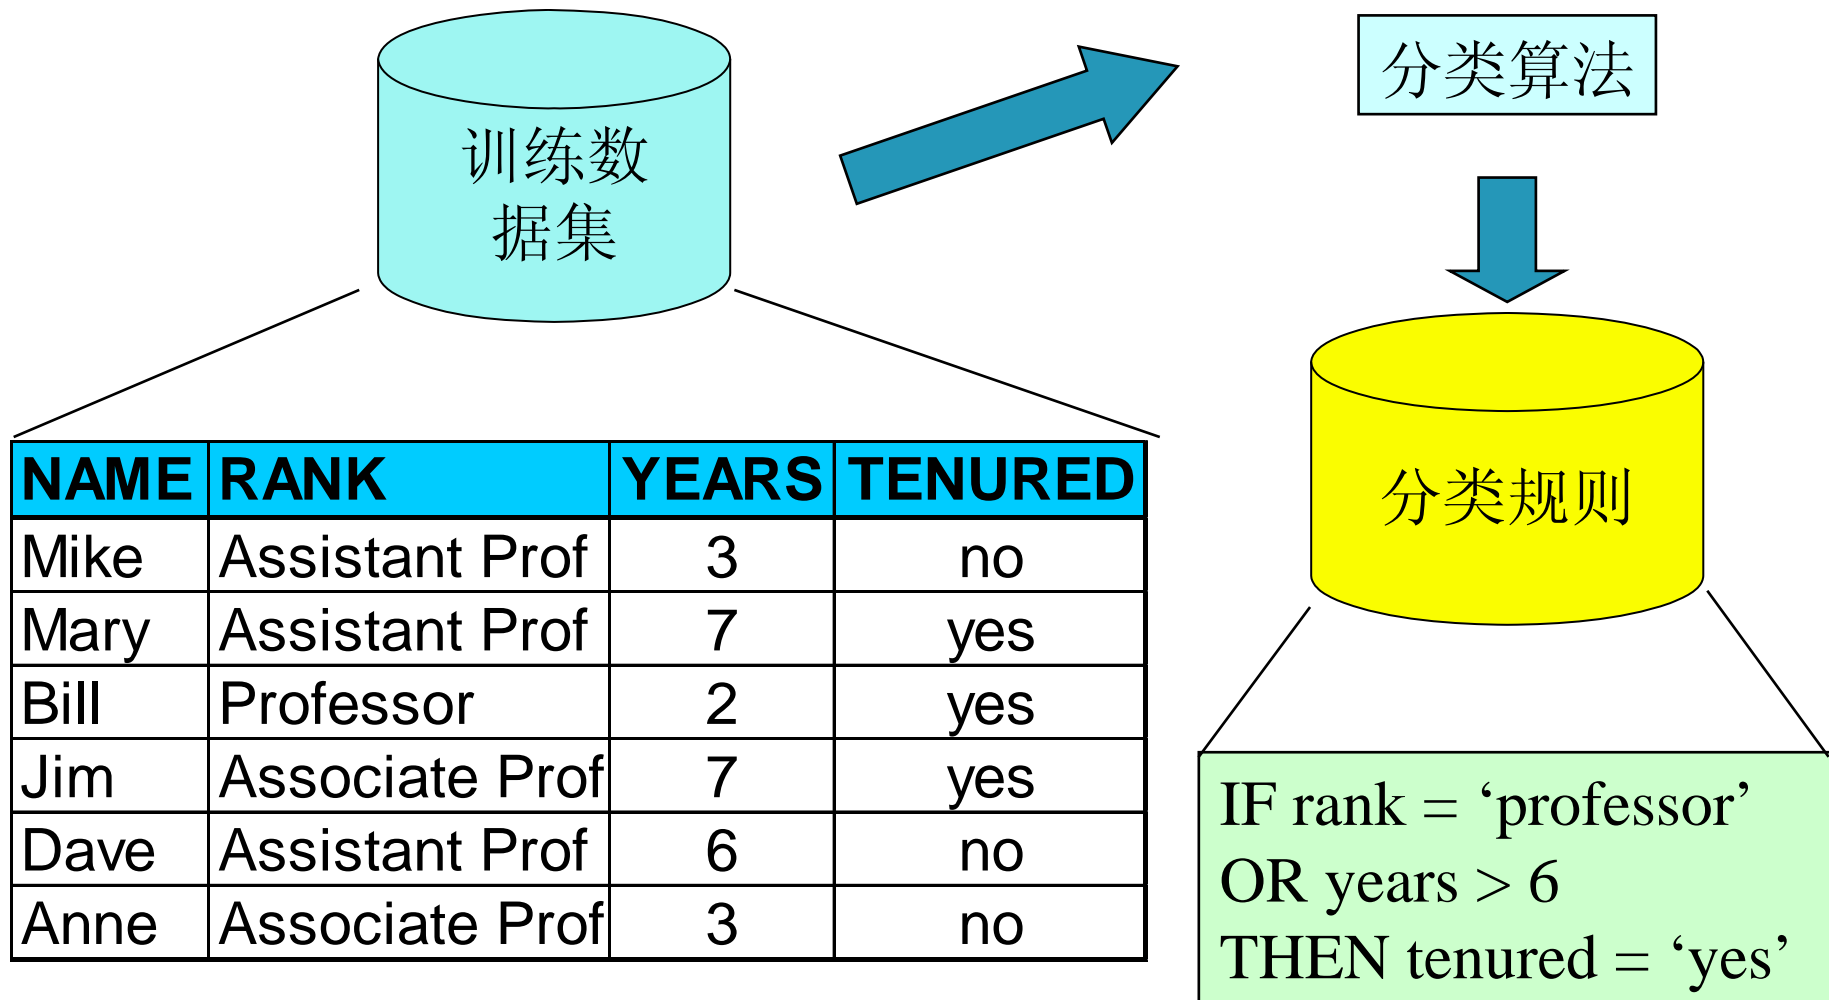 训练数
据集
分类算法
NAME RANK YEARS TENURED
Mike Assistant Prof 3 no
Mary Assistant Prof 7 yes
Bill Professor 2 yes
Jim Associate Prof 7 yes
Dave Assistant Prof 6 no
Anne Associate Prof 3 no
分类规则
IF rank = ‘professor’
OR years > 6
THEN tenured = ‘yes’